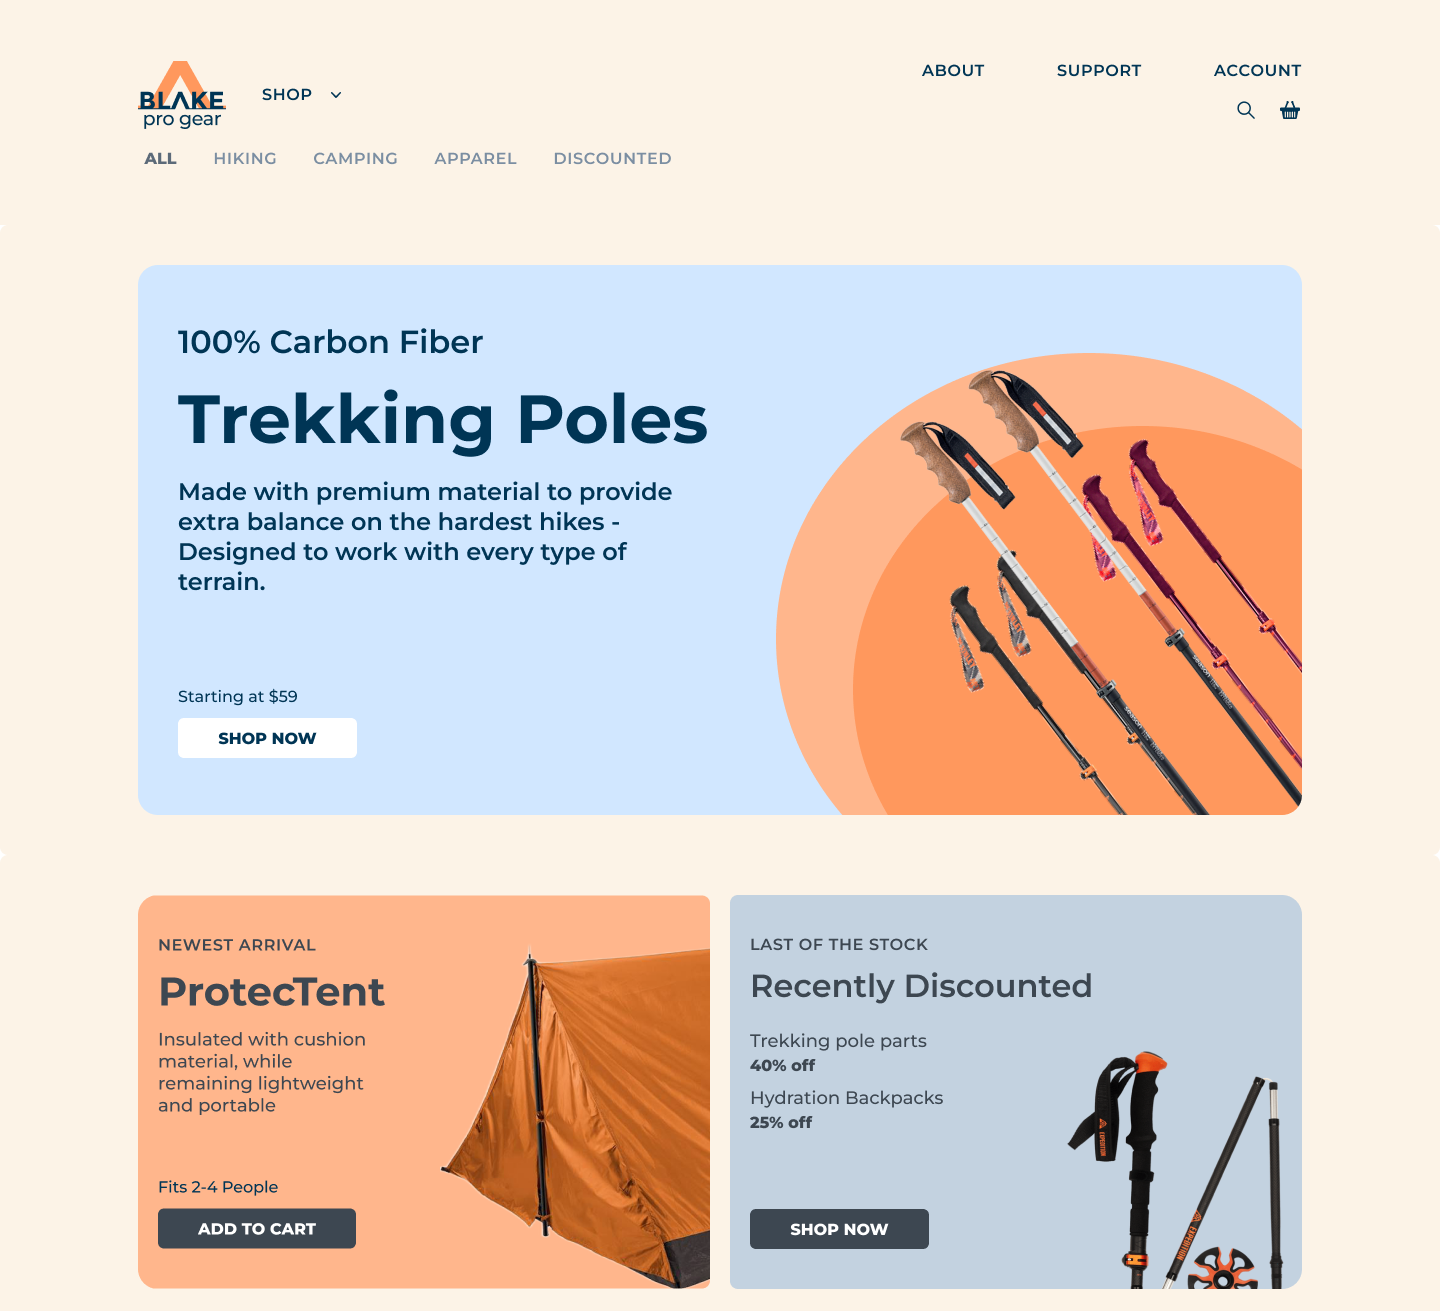 BLAKE
pro gear
SHOP
ABOUT
SUPPORT
ACCOUNT
ALL
HIKING
CAMPING
APPAREL
DISCOUNTED
100% Carbon Fiber
Trekking Poles
Made with premium material to provide
extra balance on the hardest hikes -
Designed to work with every type of
terrain.
Starting at $59
SHOP NOW
NEWEST ARRIVAL
ProtecTent
Insulated with cushion
material, while
remaining lightweight
and portable
Fits 2-4 People
ADD TO CART
LAST OF THE STOCK
Recently Discounted
Trekking pole parts
40% off
Hydration Backpacks
25% off
SHOP NOW
EXPEDITION
EXPEDITION